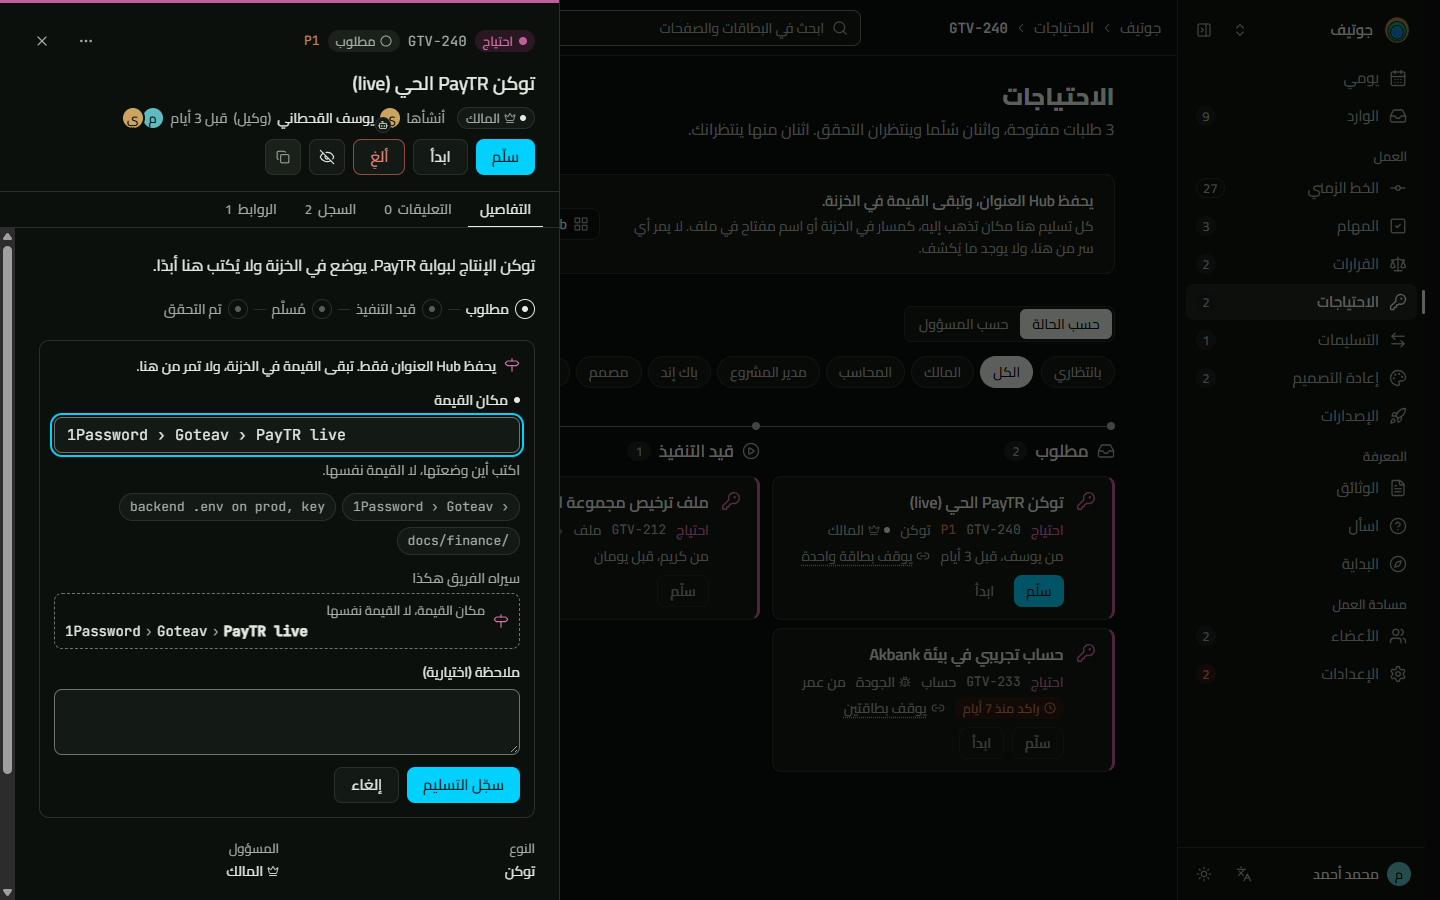 جوتيف
يومي
الوارد 9
العمل
الخط الزمني 27
المهام 3
القرارات 2
الاحتياجات 2
التسليمات 1
إعادة التصميم 2
الإصدارات
المعرفة
الوثائق
اسأل
البداية
مساحة العمل
الأعضاء 2
الإعدادات 2
محمد أحمد
م
جوتيف › الاحتياجات › GTV-240
ابحث في البطاقات والصفحات
الاحتياجات
3 طلبات مفتوحة، واثنان سُلّما وينتظران التحقق. اثنان منها ينتظرانك.
يحفظ Hub العنوان، وتبقى القيمة في الخزنة.
كل تسليم هنا مكان تذهب إليه، كمسار في الخزنة أو اسم مفتاح في ملف. لا يمر أي
سر من هنا، ولا يوجد ما يُكشف.
حسب الحالة حسب المسؤول
بانتظاري الكل المالك المحاسب مدير المشروع باك إند مصمم
مطلوب 2
توكن PayTR الحي (live)
احتياج GTV-240 P1 توكن المالك
من يوسف، قبل 3 أيام يوقف بطاقة واحدة
سلّم ابدأ
حساب تجريبي في بيئة Akbank
احتياج GTV-233 حساب الجودة من عمر
راكد منذ 7 أيام يوقف بطاقتين
سلّم ابدأ
قيد التنفيذ 1
ملف ترخيص مجموعة
احتياج GTV-212 ملف
من كريم، قبل يومان
سلّم
احتياج GTV-240 مطلوب P1
توكن PayTR الحي (live)
المالك أنشأها يوسف القحطاني (وكيل) قبل 3 أيام م ي
سلّم ابدأ ألغِ
التفاصيل التعليقات 0 السجل 2 الروابط 1
توكن الإنتاج لبوابة PayTR. يوضع في الخزنة ولا يُكتب هنا أبدًا.
مطلوب قيد التنفيذ مُسلَّم تم التحقق
يحفظ Hub العنوان فقط. تبقى القيمة في الخزنة، ولا تمر من هنا.
مكان القيمة
1Password › Goteav › PayTR live
اكتب أين وضعتها، لا القيمة نفسها.
1Password › Goteav › backend .env on prod, key
docs/finance/
سيراه الفريق هكذا
مكان القيمة، لا القيمة نفسها
1Password › Goteav › PayTR live
ملاحظة (اختيارية)
سجّل التسليم إلغاء
النوع المسؤول
توكن المالك